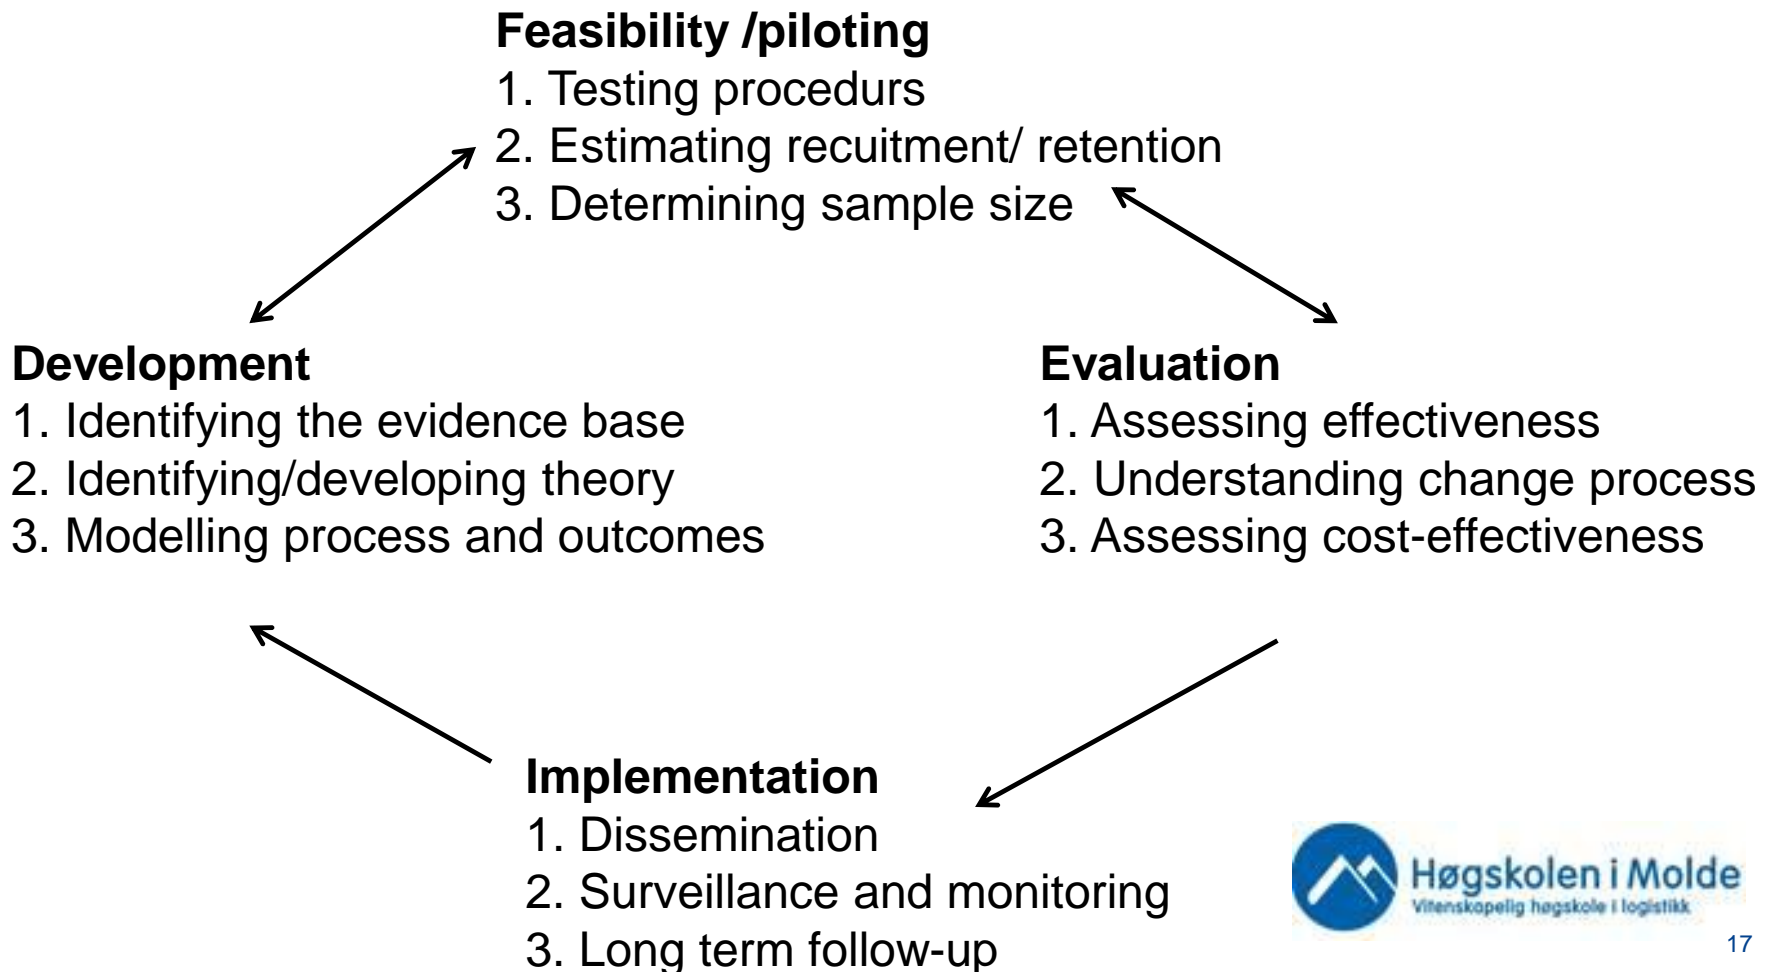 Feasibility /piloting
1. Testing procedurs
2. Estimating recuitment/ retention
3. Determining sample size
Development
1. Identifying the evidence base
2. Identifying/developing theory
3. Modelling process and outcomes
Evaluation
1. Assessing effectiveness
2. Understanding change process
3. Assessing cost-effectiveness
Implementation
1. Dissemination
2. Surveillance and monitoring
3. Long term follow-up
Høgskolen i Molde
Vitenskapelig høgskole i logistikk
17